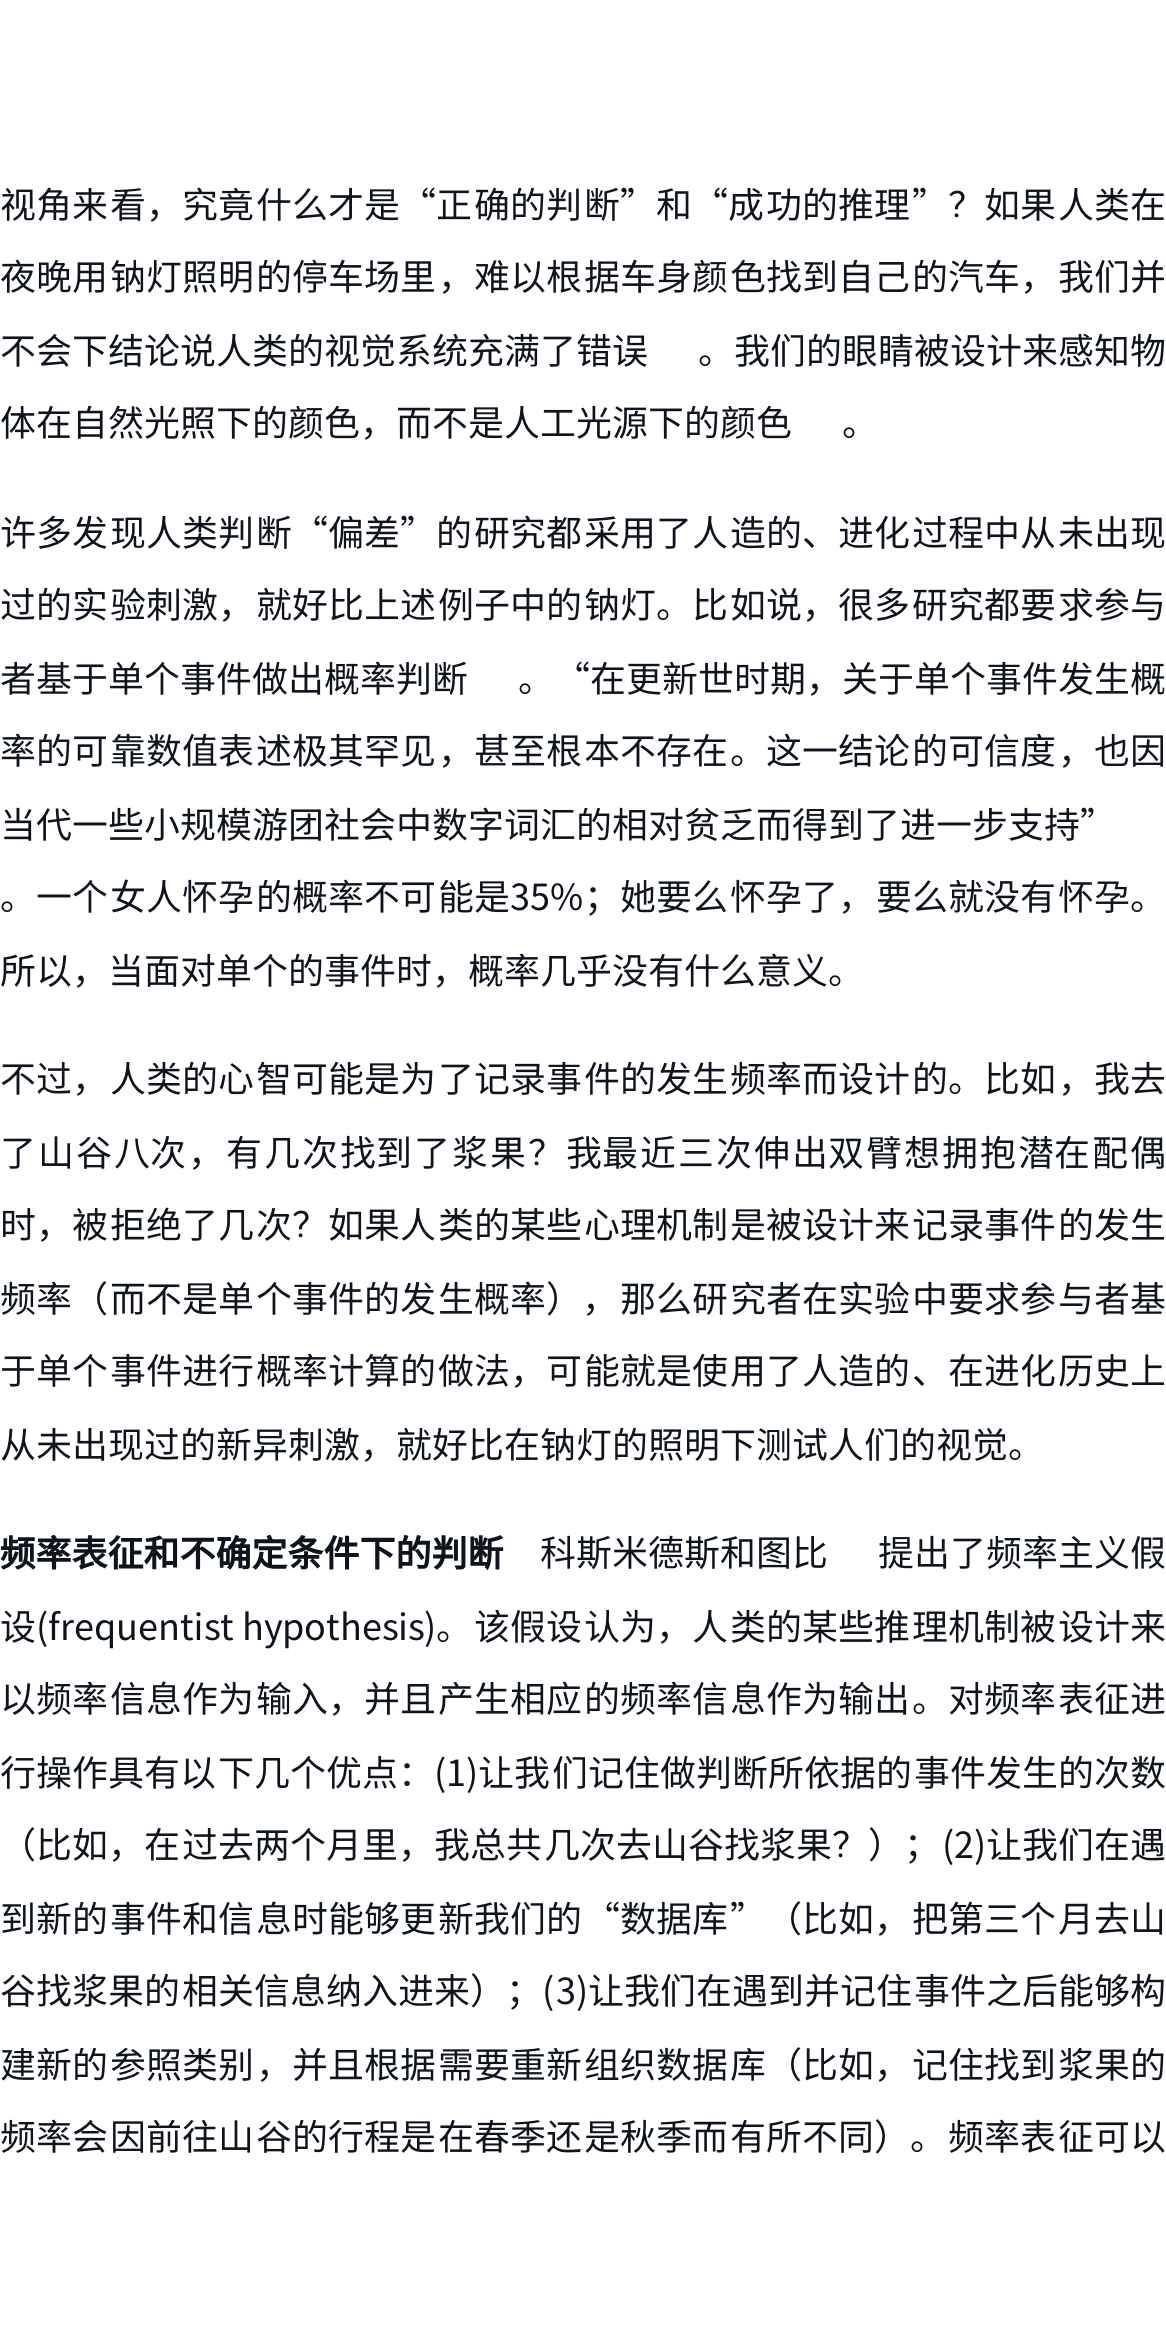 视角来看，究竟什么才是“正确的判断”和“成功的推理”？如果人类在
夜晚用钠灯照明的停车场里，难以根据车身颜色找到自己的汽车，我们并
不会下结论说人类的视觉系统充满了错误 。我们的眼睛被设计来感知物
体在自然光照下的颜色，而不是人工光源下的颜色 。
许多发现人类判断“偏差”的研究都采用了人造的、进化过程中从未出现
过的实验刺激，就好比上述例子中的钠灯。比如说，很多研究都要求参与
者基于单个事件做出概率判断 。“在更新世时期，关于单个事件发生概
率的可靠数值表述极其罕见，甚至根本不存在。这一结论的可信度，也因
当代一些小规模游团社会中数字词汇的相对贫乏而得到了进一步支持”
。一个女人怀孕的概率不可能是35%；她要么怀孕了，要么就没有怀孕。
所以，当面对单个的事件时，概率几乎没有什么意义。
不过，人类的心智可能是为了记录事件的发生频率而设计的。比如，我去
了山谷八次，有几次找到了浆果？我最近三次伸出双臂想拥抱潜在配偶
时，被拒绝了几次？如果人类的某些心理机制是被设计来记录事件的发生
频率（而不是单个事件的发生概率），那么研究者在实验中要求参与者基
于单个事件进行概率计算的做法，可能就是使用了人造的、在进化历史上
从未出现过的新异刺激，就好比在钠灯的照明下测试人们的视觉。
频率表征和不确定条件下的判断 科斯米德斯和图比 提出了频率主义假
设(frequentist hypothesis)。该假设认为，人类的某些推理机制被设计来
以频率信息作为输入，并且产生相应的频率信息作为输出。对频率表征进
行操作具有以下几个优点：(1)让我们记住做判断所依据的事件发生的次数
（比如，在过去两个月里，我总共几次去山谷找浆果？）；(2)让我们在遇
到新的事件和信息时能够更新我们的“数据库”（比如，把第三个月去山
谷找浆果的相关信息纳入进来）；(3)让我们在遇到并记住事件之后能够构
建新的参照类别，并且根据需要重新组织数据库（比如，记住找到浆果的
频率会因前往山谷的行程是在春季还是秋季而有所不同）。频率表征可以